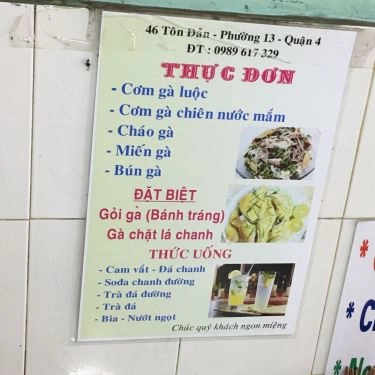 46 Tôn Đản - Phường 13 - Quận 4
ĐT : 0989 617 229
THỰC ĐƠN
- Cơm gà luộc
- Cơm gà chiên nước mắm
- Cháo gà
- Miến gà
- Bún gà
ĐẶT BIỆT
Gỏi gà (Bánh tráng)
Gà chặt lá chanh
THỨC UỐNG
- Cam vắt - Đá chanh
- Soda chanh đường
- Trà đá đường
- Trà đá
- Bia - Nướt ngọt
Chúc quý khách ngon miệng